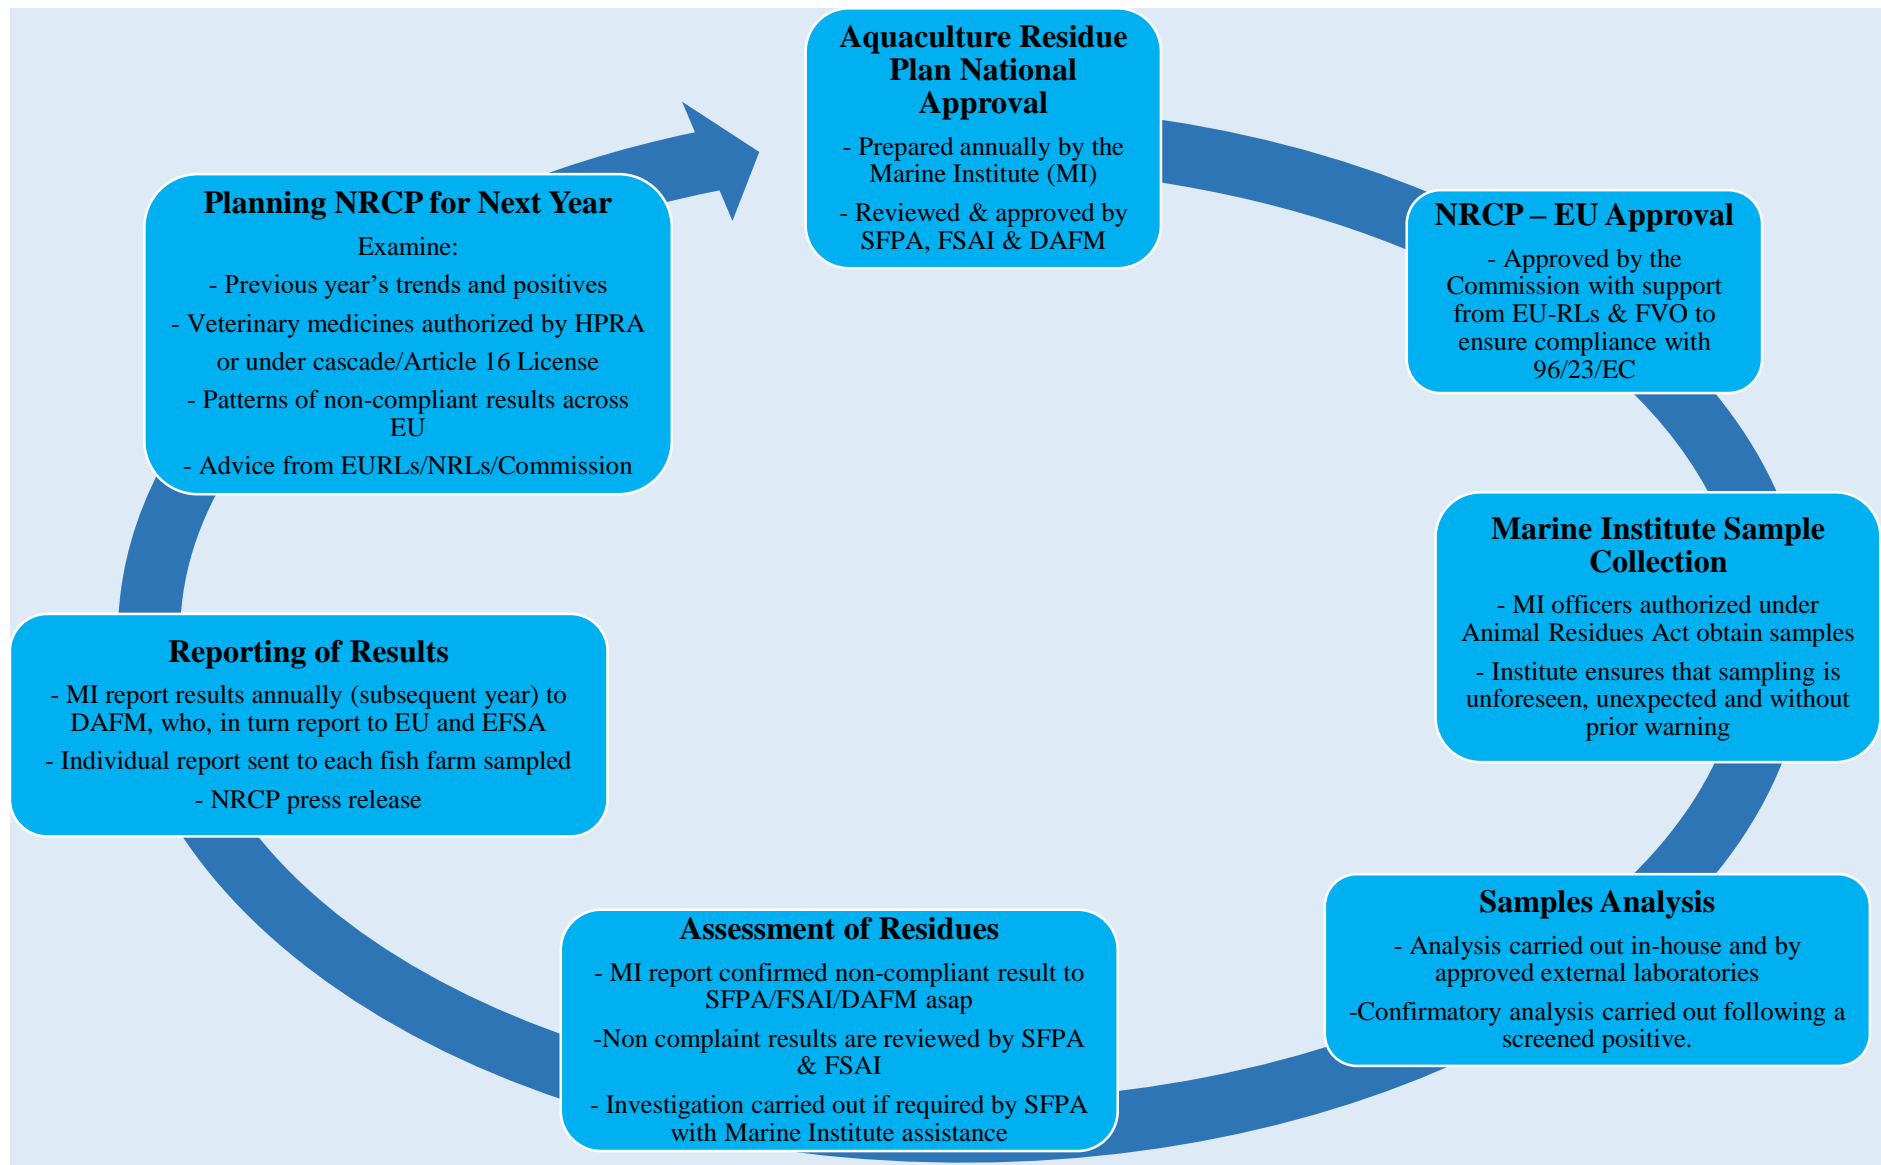 Aquaculture Residue
Plan National
Approval
- Prepared annually by the
Marine Institute (MI)
- Reviewed & approved by
SFPA, FSAI & DAFM
NRCP – EU Approval
- Approved by the
Commission with support
from EU-RLs & FVO to
ensure compliance with
96/23/EC
Marine Institute Sample
Collection
- MI officers authorized under
Animal Residues Act obtain samples
- Institute ensures that sampling is
unforeseen, unexpected and without
prior warning
Samples Analysis
- Analysis carried out in-house and by
approved external laboratories
-Confirmatory analysis carried out following a
screened positive.
Assessment of Residues
- MI report confirmed non-compliant result to
SFPA/FSAI/DAFM asap
-Non complaint results are reviewed by SFPA
& FSAI
- Investigation carried out if required by SFPA
with Marine Institute assistance
Reporting of Results
- MI report results annually (subsequent year) to
DAFM, who, in turn report to EU and EFSA
- Individual report sent to each fish farm sampled
- NRCP press release
Planning NRCP for Next Year
Examine:
- Previous year’s trends and positives
- Veterinary medicines authorized by HPRA
or under cascade/Article 16 License
- Patterns of non-compliant results across
EU
- Advice from EURLs/NRLs/Commission